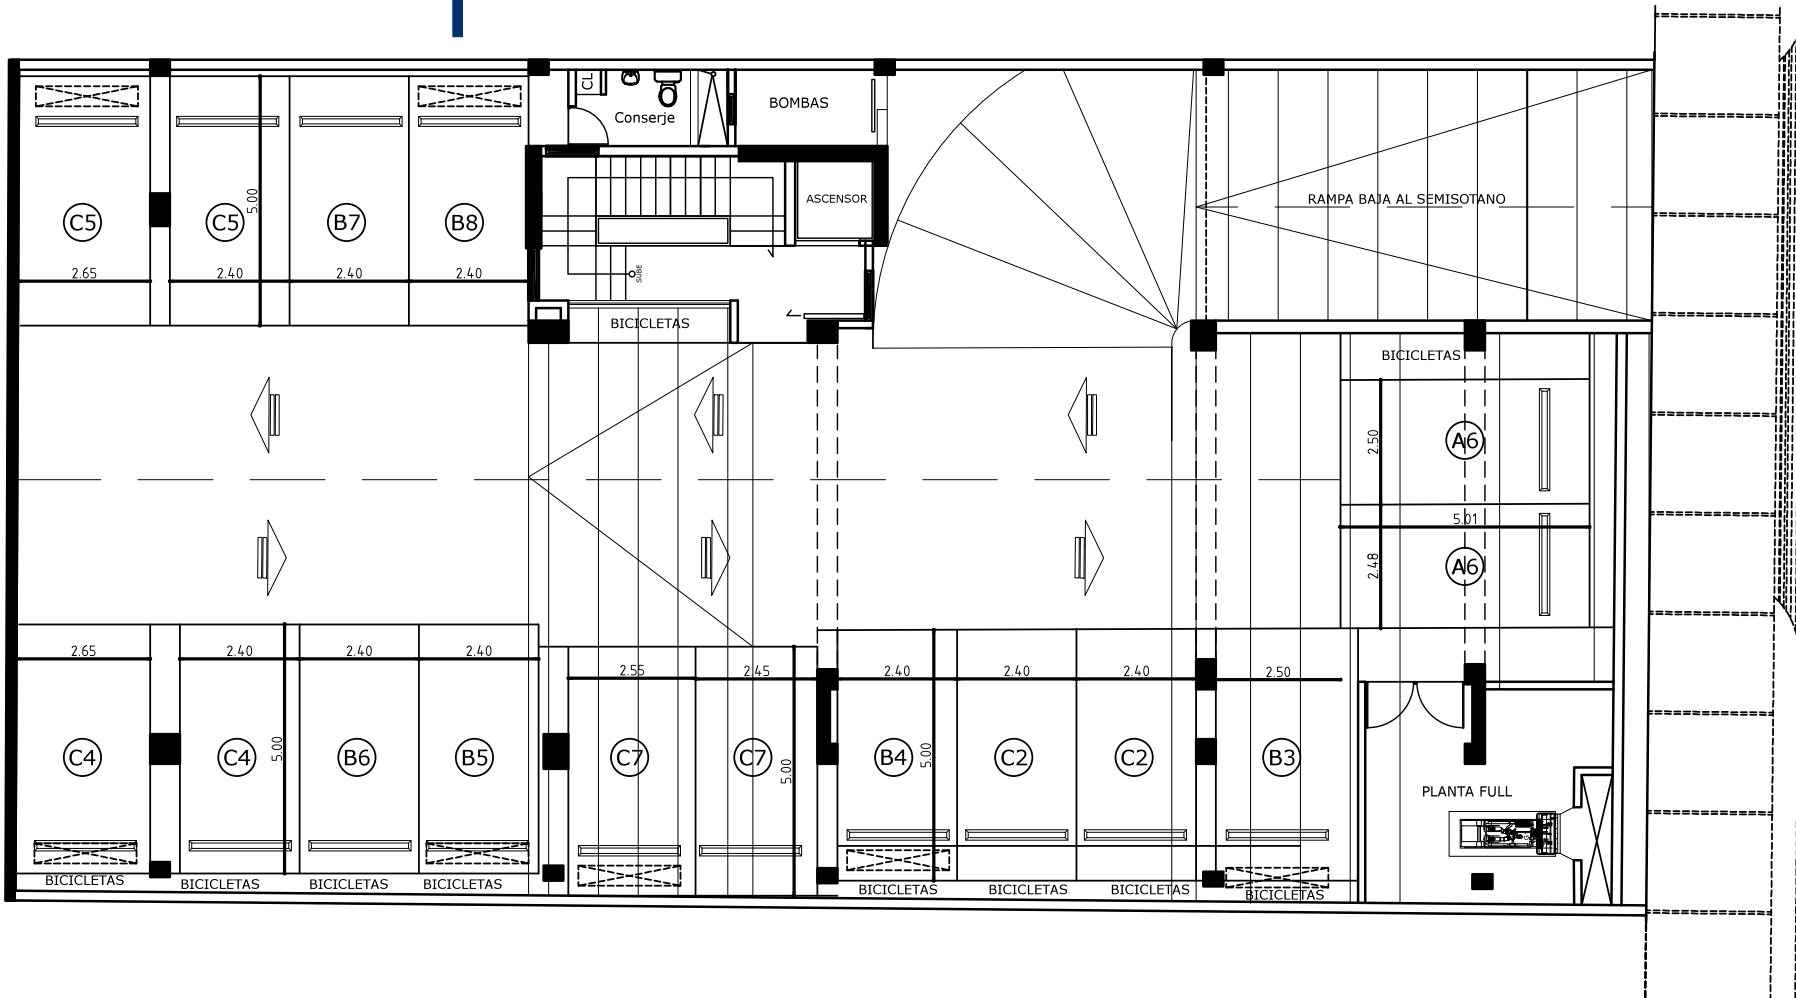 CL
Conserje
BOMBAS
ASCENSOR
RAMPA BAJA AL SEMISOTANO
5.00
C5
C5
B7
B8
2.65
2.40
2.40
2.40
SUBE
BICICLETAS
BICICLETAS
2.50
A6
5.01
2.48
A6
2.65
2.40
2.40
2.40
2.55
2.45
2.40
2.40
2.40
2.50
C4
C4
5.00
B6
B5
C7
C7
5.00
B4
5.00
C2
C2
B3
PLANTA FULL
BICICLETAS
BICICLETAS
BICICLETAS
BICICLETAS
BICICLETAS
BICICLETAS
BICICLETAS
BICICLETAS